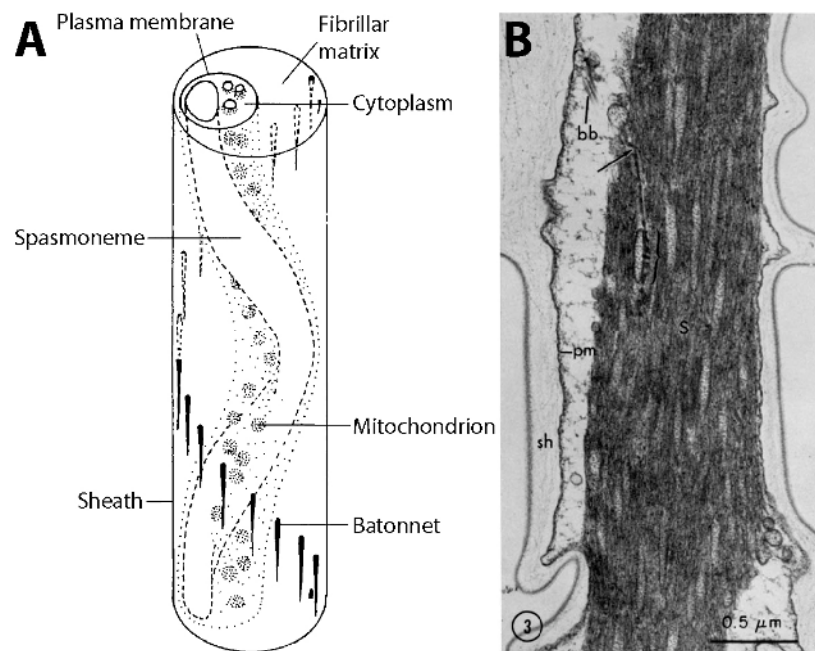 A
Plasma membrane
Fibrillar
matrix
Cytoplasm
Spasmoneme
Mitochondrion
Sheath
Batonnet
B
bb
S
pm
sh
3
0.5 µm